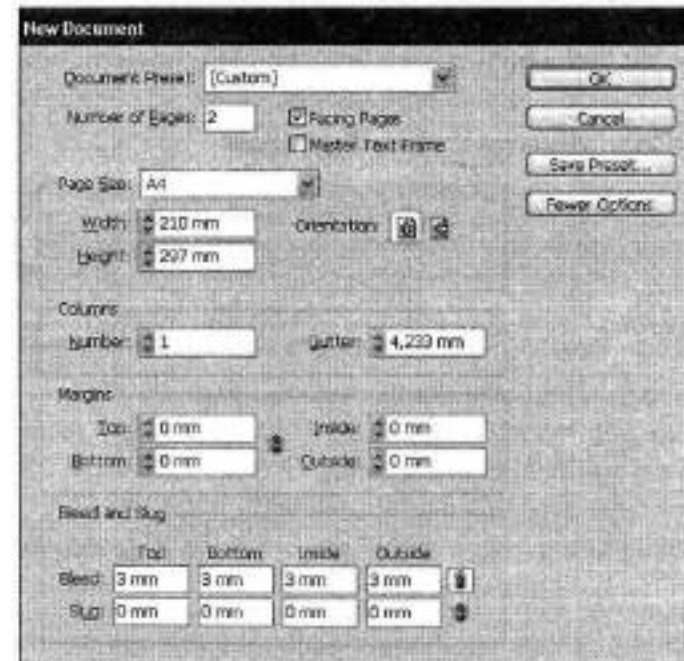 New Document
Document Preset: [Custom]
OK
Number of Pages: 2
Facing Pages
Cancel
Master Text Frame
Save Preset...
Page Size: A4
Fewer Options
Width: 210 mm
Orientation:
Height: 297 mm
Columns
Number: 1
Gutter: 4,233 mm
Margins
Top: 0 mm
Inside: 0 mm
Bottom: 0 mm
Outside: 0 mm
Bleed and Slug
Top Bottom Inside Outside
Bleed: 3 mm 3 mm 3 mm 3 mm
Slug: 0 mm 0 mm 0 mm 0 mm